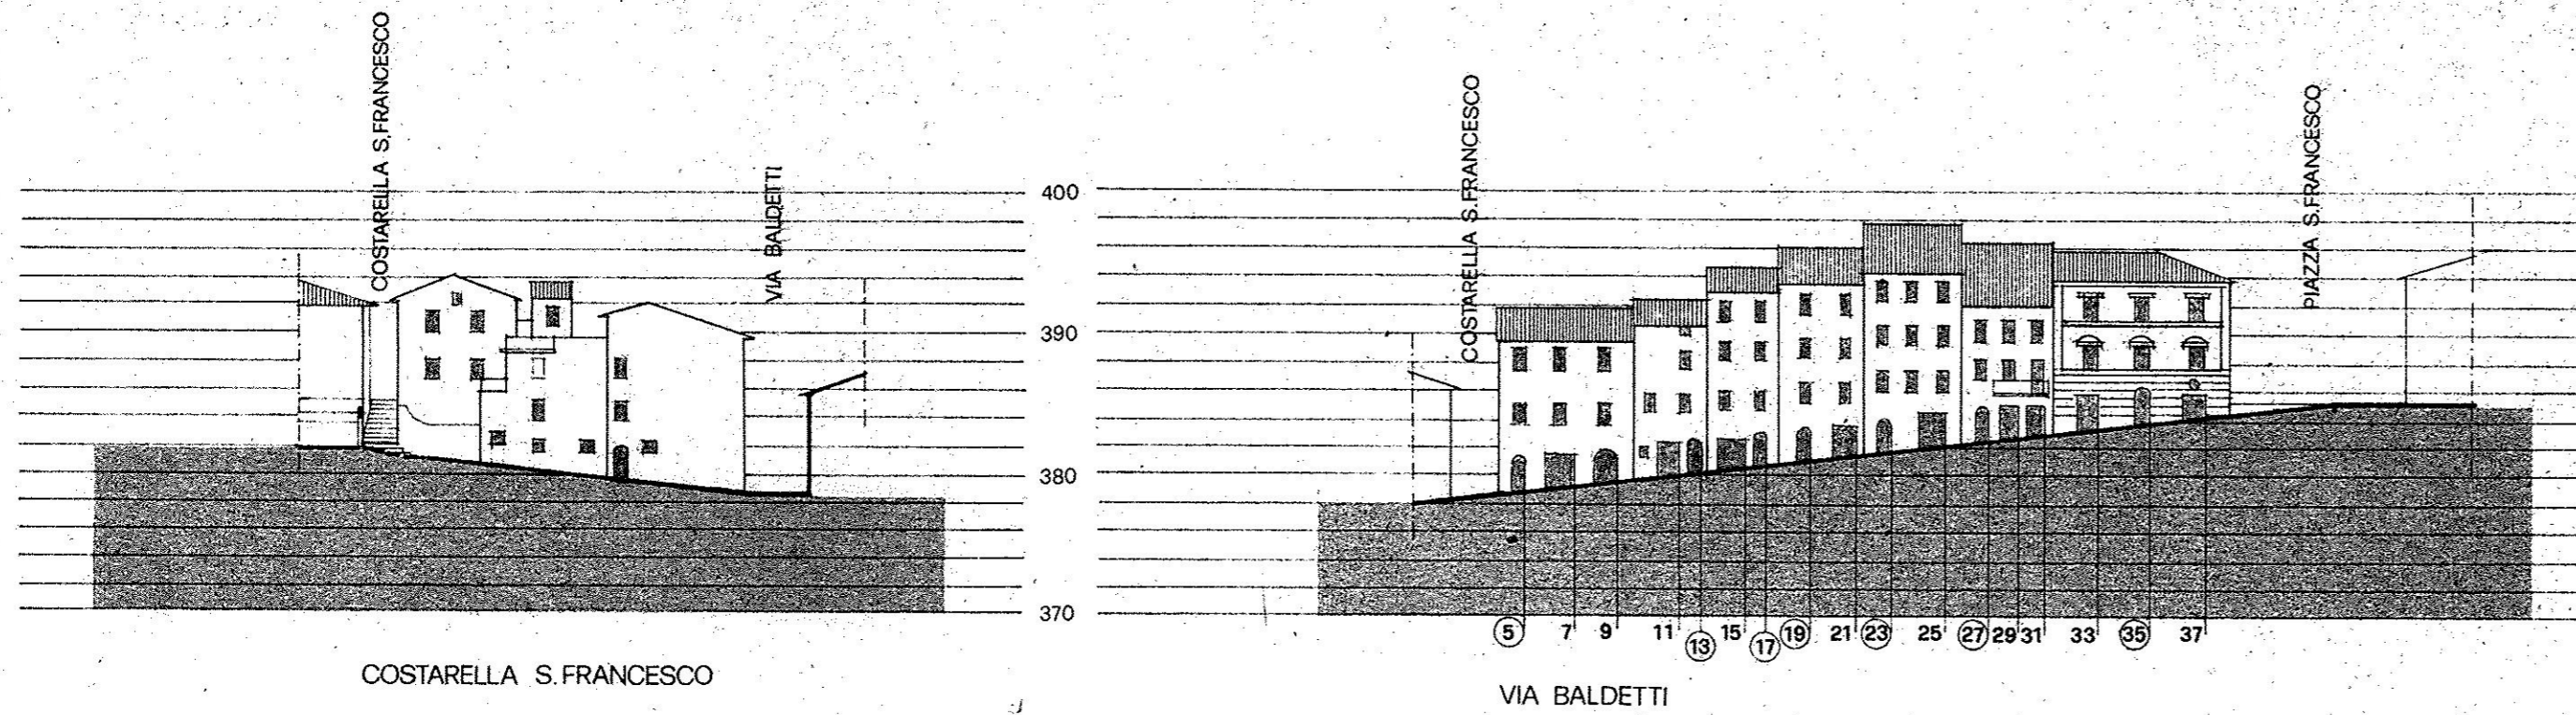 COSTARELLA S.FRANCESCO
VIA BALDETTI
400
390
380
370
COSTARELLA S.FRANCESCO
COSTARELLA S.FRANCESCO
PIAZZA S.FRANCESCO
5 7 9 11 13 15 17 19 21 23 25 27 29 31 33 35 37
VIA BALDETTI